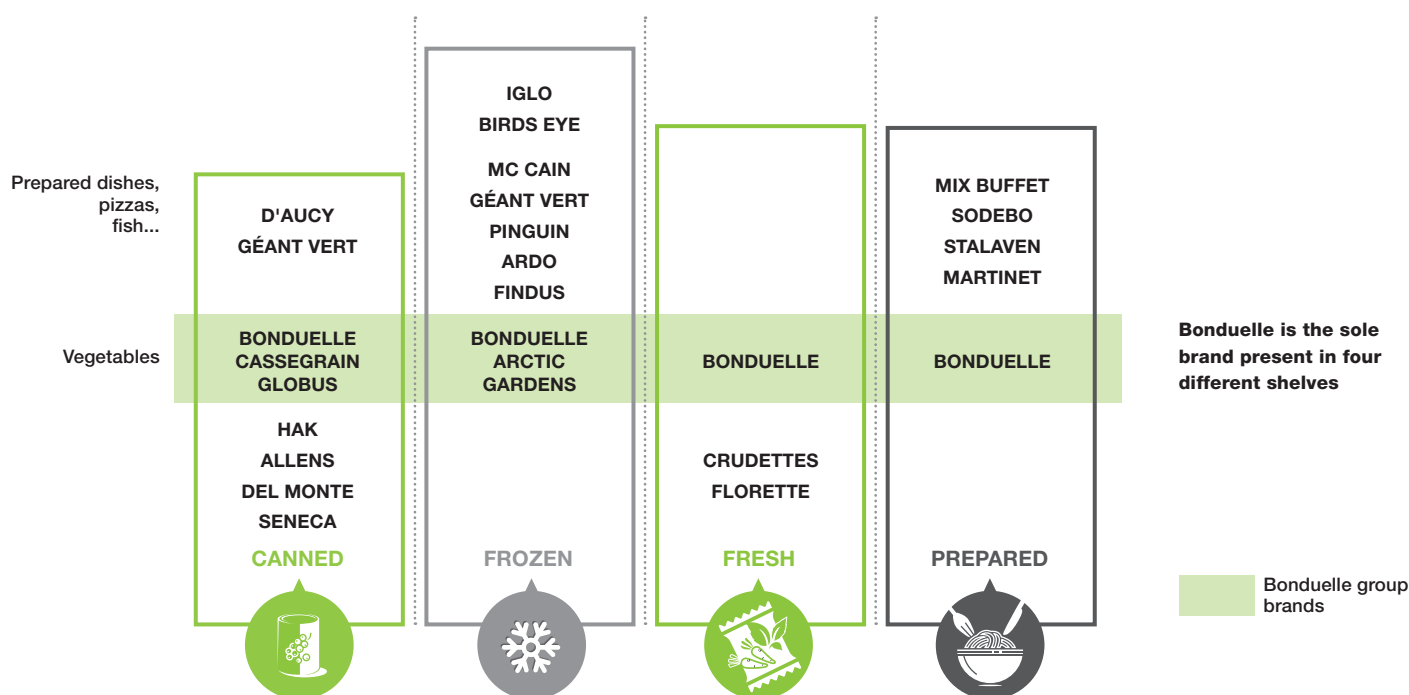 Prepared dishes,
pizzas,
fish...
Vegetables
D'AUCY
GÉANT VERT
BONDUELLE
CASSEGRAIN
GLOBUS
HAK
ALLENS
DEL MONTE
SENECA
CANNED
IGLO
BIRDS EYE
MC CAIN
GÉANT VERT
PINGUIN
ARDO
FINDUS
BONDUELLE
ARCTIC
GARDENS
FROZEN
BONDUELLE
CRUDETTES
FLORETTE
FRESH
MIX BUFFET
SODEBO
STALAVEN
MARTINET
BONDUELLE
PREPARED
Bonduelle is the sole
brand present in four
different shelves
Bonduelle group
brands